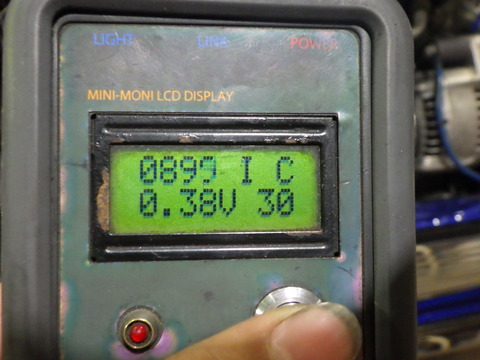 LIGHT LINK POWER
MINI-MONI LCD DISPLAY
0899 I C
0.38V 30